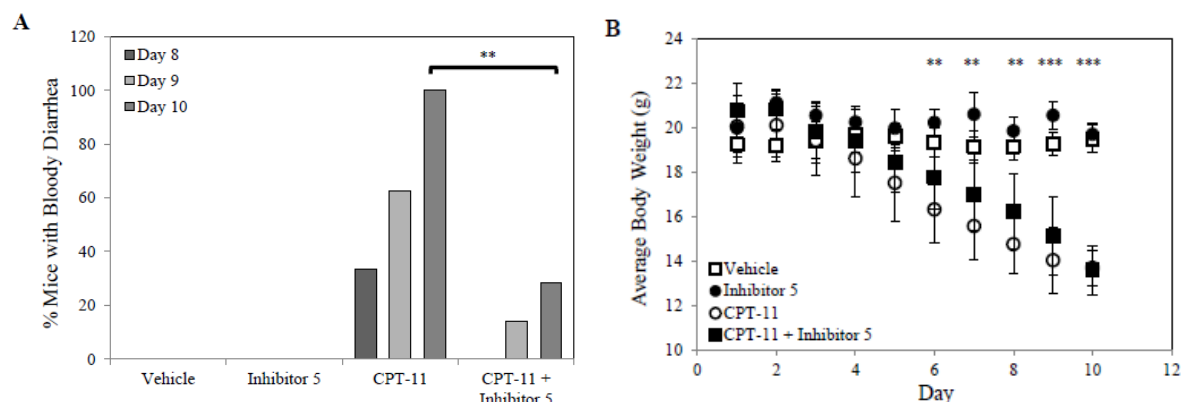 A
% Mice with Bloody Diarrhea
120
100
80
60
40
20
0
Day 8
Day 9
Day 10
**
Vehicle
Inhibitor 5
CPT-11
CPT-11 +
Inhibitor 5
B
Average Body Weight (g)
24
22
20
18
16
14
12
10
** ** ** *** ***
Vehicle
Inhibitor 5
CPT-11
CPT-11 + Inhibitor 5
0 2 4 6 8 10 12
Day